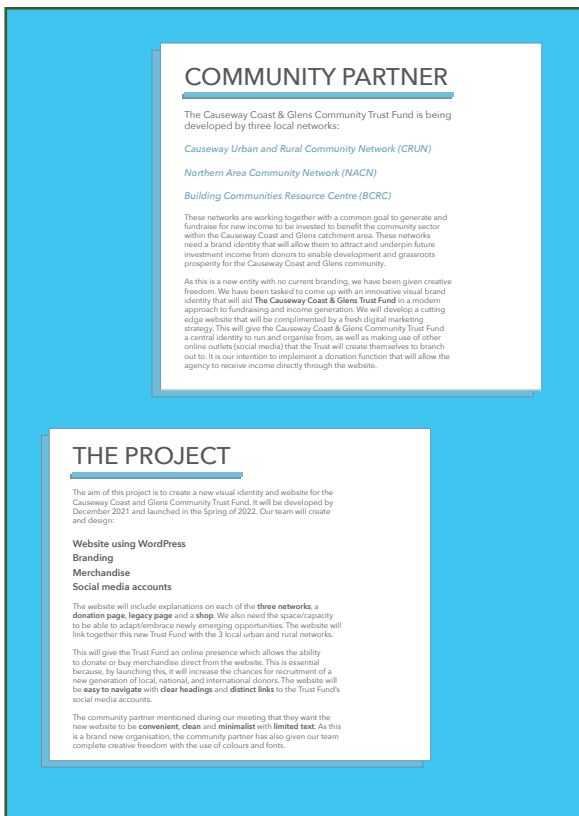 COMMUNITY PARTNER
The Causeway Coast & Glens Community Trust Fund is being
developed by three local networks:
Causeway Urban and Rural Community Network (CRUN)
Northern Area Community Network (NACN)
Building Communities Resource Centre (BCRC)
These networks are working together with a common goal to generate and
fundraise for new income to be invested to benefit the community sector
within the Causeway Coast and Glens catchment area. These networks
need a brand identity that will allow them to attract and underpin future
investment income from donors to enable development and grassroots
prosperity for the Causeway Coast and Glens community.
As this is a new entity with no current branding, we have been given creative
freedom. We have been tasked to come up with an innovative visual brand
identity that will aid The Causeway Coast & Glens Trust Fund in a modern
approach to fundraising and income generation. We will develop a cutting
edge website that will be complimented by a fresh digital marketing
strategy. This will give the Causeway Coast & Glens Community Trust Fund
a central identity to run and organise from, as well as making use of other
online outlets (social media) that the Trust will create themselves to branch
out to. It is our intention to implement a donation function that will allow the
agency to receive income directly through the website.
THE PROJECT
The aim of this project is to create a new visual identity and website for the
Causeway Coast and Glens Community Trust Fund. It will be developed by
December 2021 and launched in the Spring of 2022. Our team will create
and design:
Website using WordPress
Branding
Merchandise
Social media accounts
The website will include explanations on each of the three networks, a
donation page, legacy page and a shop. We also need the space/capacity
to be able to adapt/embrace newly emerging opportunities. The website will
link together this new Trust Fund with the 3 local urban and rural networks.
This will give the Trust Fund an online presence which allows the ability
to donate or buy merchandise direct from the website. This is essential
because, by launching this, it will increase the chances for recruitment of a
new generation of local, national, and international donors. The website will
be easy to navigate with clear headings and distinct links to the Trust Fund's
social media accounts.
The community partner mentioned during our meeting that they want the
new website to be convenient, clean and minimalist with limited text. As this
is a brand new organisation, the community partner has also given our team
complete creative freedom with the use of colours and fonts.